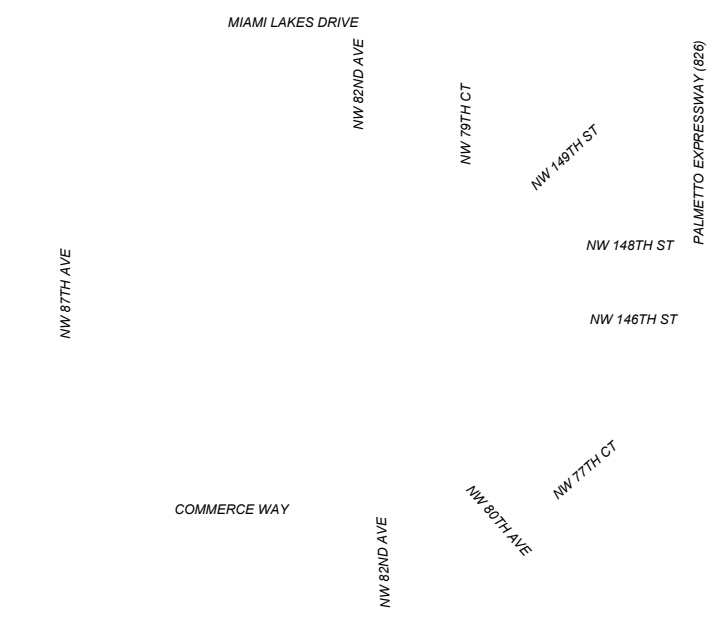 MIAMI LAKES DRIVE
NW 82ND AVE
PALMETTO EXPRESSWAY (826)
NW 79TH CT
NW 149TH ST
NW 148TH ST
NW 87TH AVE
NW 146TH ST
NW 77TH CT
NW 80TH AVE
COMMERCE WAY
NW 82ND AVE